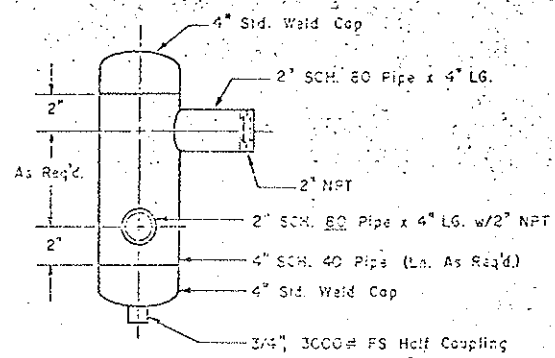 4" Std. Weld Cap
2" SCH. 80 Pipe x 4" LG.
2"
As Req'd.
2" NPT
2" SCH. 80 Pipe x 4" LG. w/2" NPT
2"
4" SCH. 40 Pipe (Ln. As Req'd.)
4" Std. Weld Cap
3/4", 3000# FS Half Coupling